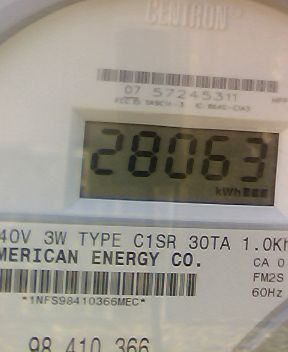 CENTRON®
07 57245311
28063
kWh
40V 3W TYPE C1SR 30TA 1.0Kh
MERICAN ENERGY CO.
CA 0
FM2S
60Hz
*1NFS98410366MEC*
98 410 366